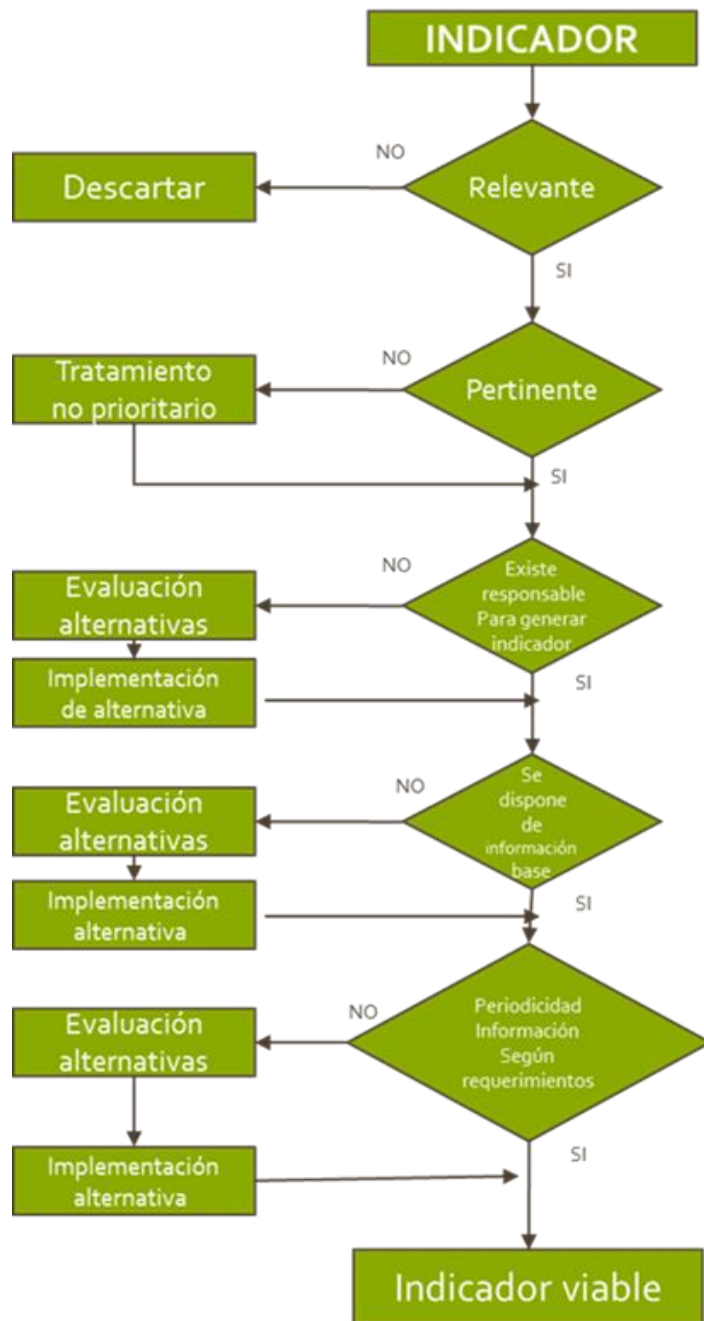 INDICADOR
NO
Descartar
Relevante
SI
NO
Tratamiento
no prioritario
Pertinente
SI
NO
Evaluación
alternativas
Existe
responsable
Para generar
indicador
Implementación
de alternativa
SI
NO
Evaluación
alternativas
Se
dispone
de
información
base
Implementación
alternativa
SI
NO
Evaluación
alternativas
Periodicidad
Información
Según
requerimientos
Implementación
alternativa
SI
Indicador viable